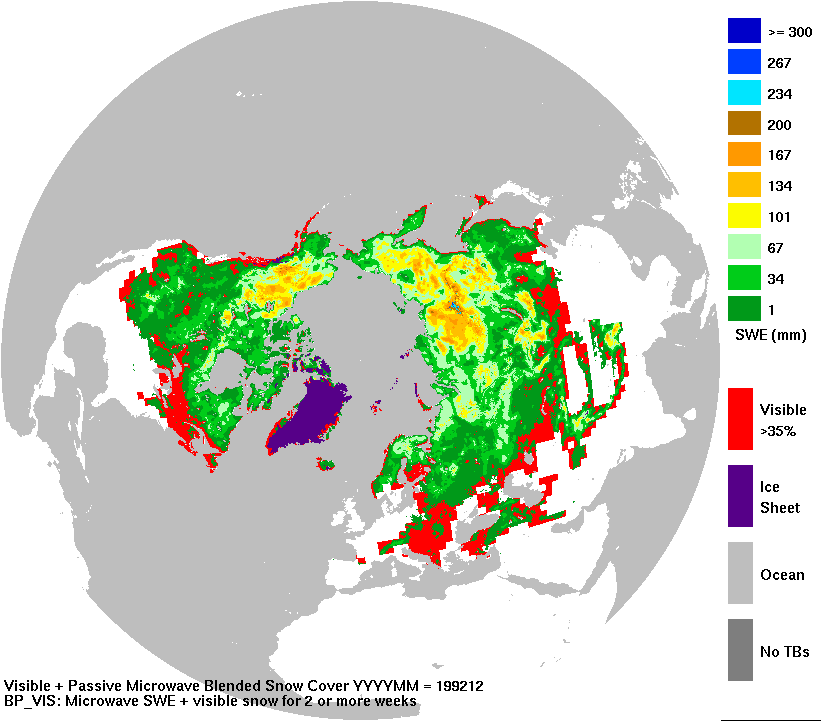 >= 300
267
234
200
167
134
101
67
34
1
SWE (mm)
Visible
>35%
Ice
Sheet
Ocean
No TBs
Visible + Passive Microwave Blended Snow Cover YYYYMM = 199212
BP_VIS: Microwave SWE + visible snow for 2 or more weeks